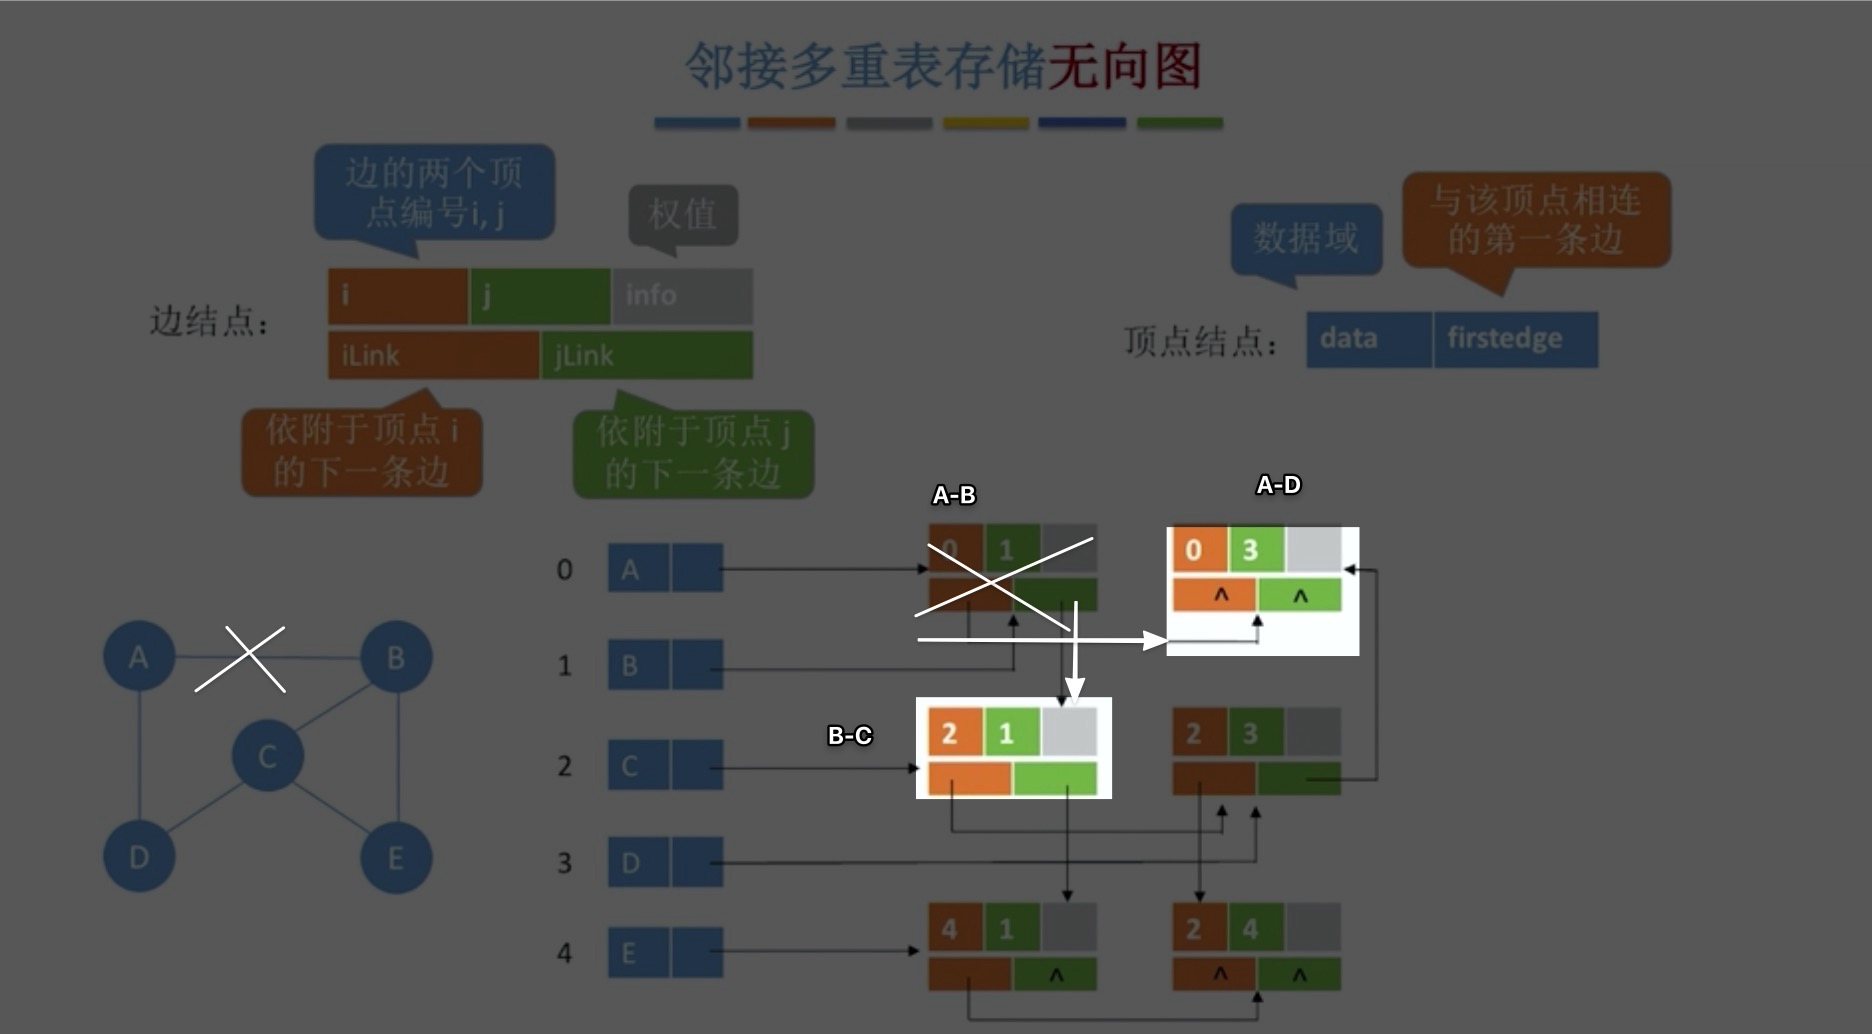 邻接多重表存储无向图
边的两个顶
点编号i, j
权值
数据域
与该顶点相连
的第一条边
边结点：
i j info
iLink jLink
顶点结点：
data firstedge
依附于顶点 i
的下一条边
依附于顶点 j
的下一条边
A-B
A-D
0 A
0 1
0 3
^ ^
1 B
A B
B-C
2 1
2 3
2 C
C
3 D
D E
4 1
2 4
4 E
^
^ ^